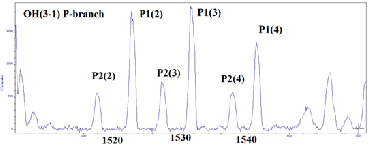 OH(3-1) P-branch
P1(2)
P1(3)
P1(4)
P2(2)
P2(3)
P2(4)
1520
1530
1540